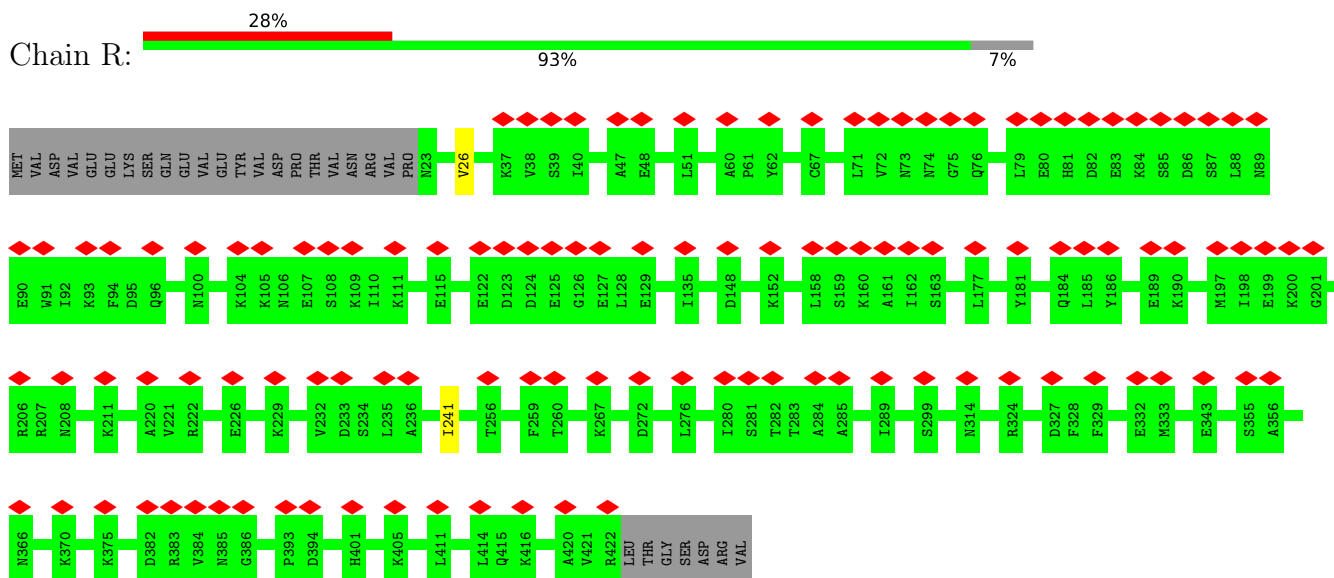 28%
Chain R:
93% 7%
MET VAL ASP VAL GLU GLU LYS SER GLN GLU VAL GLU TYR VAL ASP PRO THR VAL ASN ARG VAL PRO N23 V26 K37 V38 S39 I40 A47 E48 L51 A60 P61 Y62 C67 L71 V72 N73 N74 G75 Q76 L79 E80 H81 D82 E83 K84 S85 D86 S87 L88 N89
E90 W91 I92 K93 F94 D95 Q96 N100 K104 K105 N106 E107 S108 K109 I110 K111 E115 E122 D123 D124 E125 G126 E127 L128 E129 I135 D148 K152 L158 S159 K160 A161 I162 S163 L177 Y181 Q184 L185 Y186 E189 K190 M197 I198 E199 K200 G201
R206 R207 N208 K211 A220 V221 R222 E226 K229 V232 D233 S234 L235 A236 I241 T256 F259 T260 K267 D272 L276 I280 S281 T282 T283 A284 A285 I289 S299 N314 R324 D327 F328 F329 E332 M333 E343 S355 A356
N366 K370 K375 D382 R383 V384 N385 G386 P393 D394 H401 K405 L411 L414 Q415 K416 A420 V421 R422 LEU THR GLY SER ASP ARG VAL